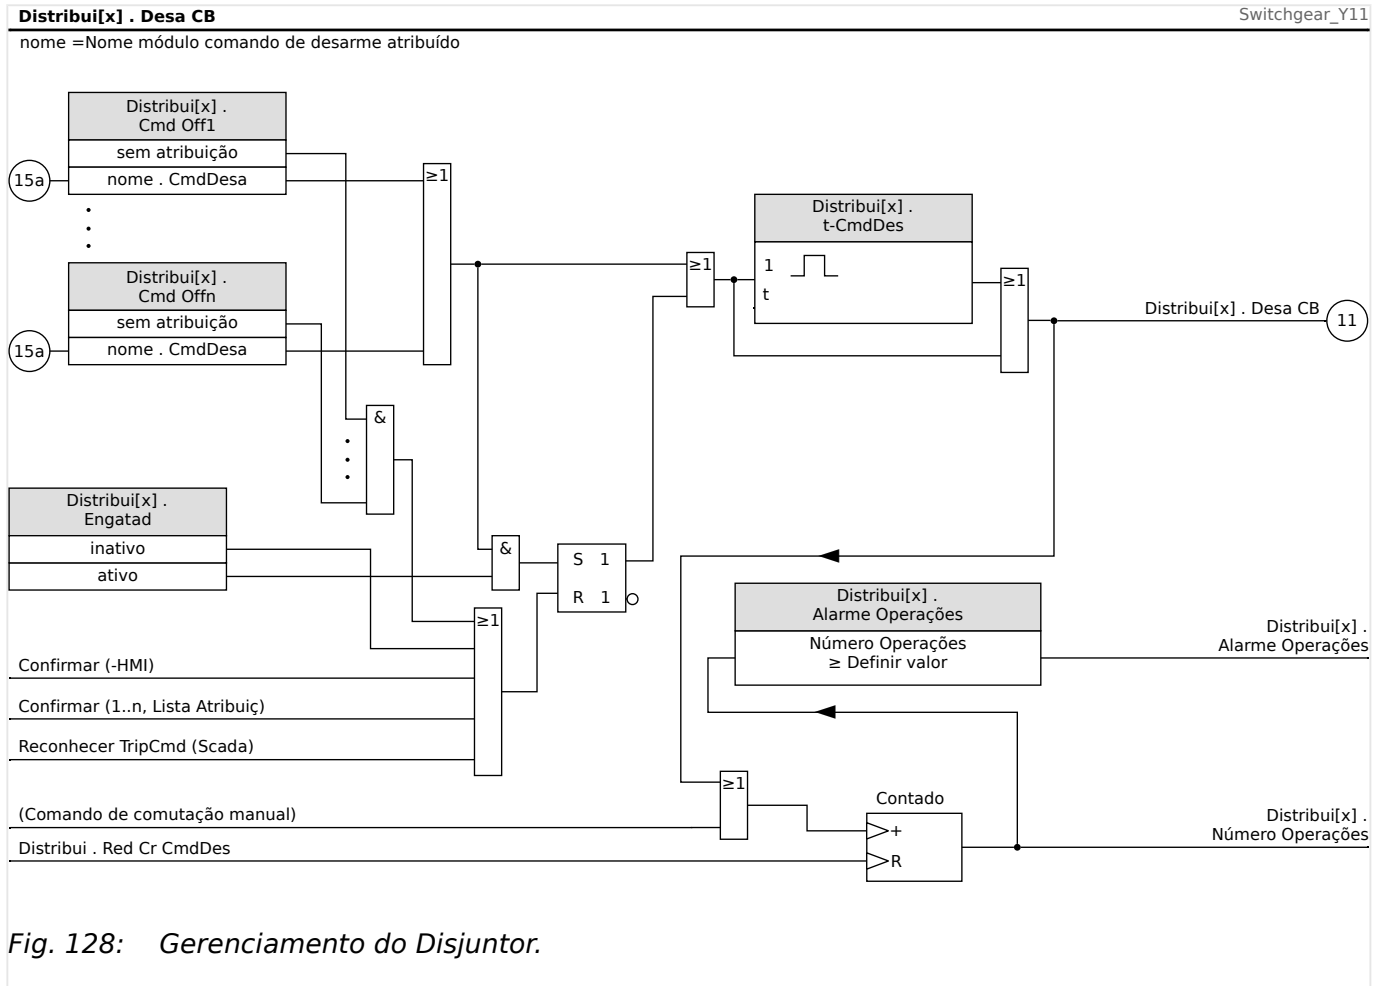 Distribui[x] . Desa CB
Switchgear_Y11
nome =Nome módulo comando de desarme atribuído
Distribui[x] .
Cmd Off1
sem atribuição
15a
nome . CmdDesa
≥1
Distribui[x] .
t-CmdDes
1
t
≥1
≥1
Distribui[x] .
Cmd Offn
sem atribuição
15a
nome . CmdDesa
Distribui[x] . Desa CB
11
&
Distribui[x] .
Engatad
inativo
ativo
&
S 1
R 1
≥1
Distribui[x] .
Alarme Operações
Número Operações
≥ Definir valor
Distribui[x] .
Alarme Operações
Confirmar (-HMI)
Confirmar (1..n, Lista Atribuiç)
Reconhecer TripCmd (Scada)
≥1
(Comando de comutação manual)
Distribui . Red Cr CmdDes
Contado
+
R
Distribui[x] .
Número Operações
Fig. 128: Gerenciamento do Disjuntor.